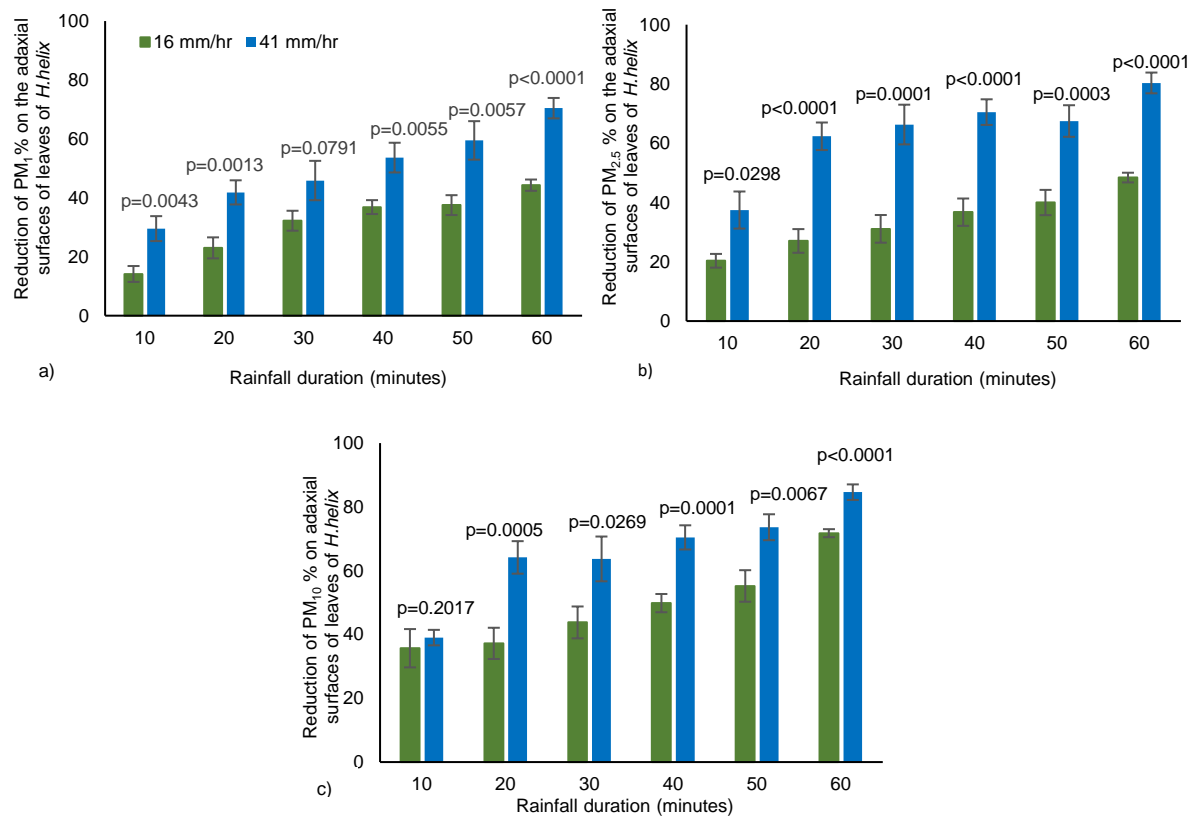 100
80
60
40
20
0
Reduction of PM1% on the adaxial
surfaces of leaves of H.helix
16 mm/hr 41 mm/hr
p=0.0043
p=0.0013
p=0.0791
p=0.0055
p=0.0057
p<0.0001
10 20 30 40 50 60
Rainfall duration (minutes)
a)
100
80
60
40
20
0
Reduction of PM2.5 % on the adaxial
surfaces of leaves of H.helix
p=0.0298
p<0.0001
p=0.0001
p<0.0001
p=0.0003
p<0.0001
10 20 30 40 50 60
Rainfall duration (minutes)
b)
100
80
60
40
20
0
Reduction of PM10 % on adaxial
surfaces of leaves of H.helix
p=0.2017
p=0.0005
p=0.0269
p=0.0001
p=0.0067
p<0.0001
10 20 30 40 50 60
Rainfall duration (minutes)
c)